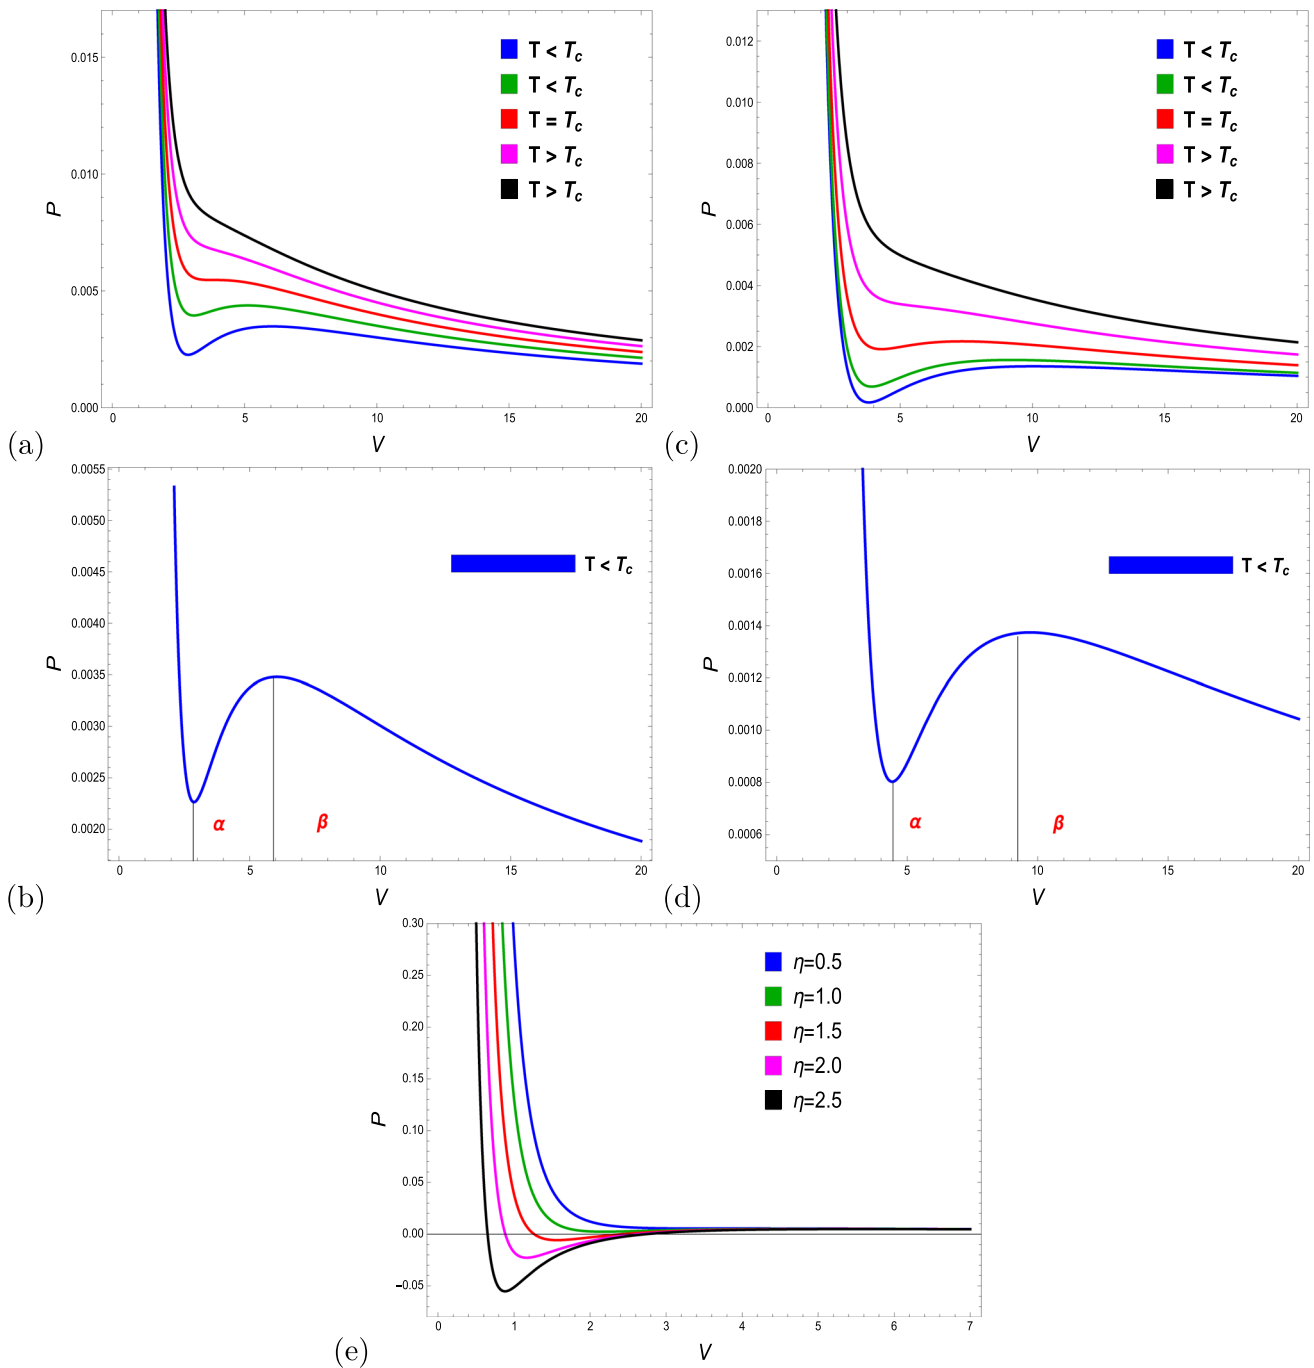 0.015
0.010
0.005
0.000
P
0 5 10 15 20
V
T < Tc
T < Tc
T = Tc
T > Tc
T > Tc
(a)
0.012
0.010
0.008
0.006
0.004
0.002
0.000
P
0 5 10 15 20
V
T < Tc
T < Tc
T = Tc
T > Tc
T > Tc
(c)
0.0055
0.0050
0.0045
0.0040
0.0035
0.0030
0.0025
0.0020
P
0 5 10 15 20
V
T < Tc
α β
(b)
0.0020
0.0018
0.0016
0.0014
0.0012
0.0010
0.0008
0.0006
P
0 5 10 15 20
V
T < Tc
α β
(d)
0.30
0.25
0.20
0.15
0.10
0.05
0.00
−0.05
P
0 1 2 3 4 5 6 7
V
η=0.5
η=1.0
η=1.5
η=2.0
η=2.5
(e)